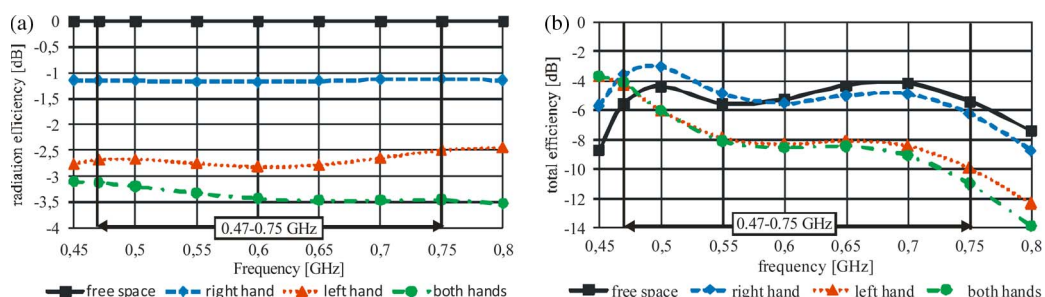 (a)
radiation efficiency [dB]
0
-0,5
-1
-1,5
-2
-2,5
-3
-3,5
-4
0.47-0.75 GHz
0,45 0,5 0,55 0,6 0,65 0,7 0,75 0,8
Frequency [GHz]
free space right hand left hand both hands
(b)
total efficiency [dB]
0
-2
-4
-6
-8
-10
-12
-14
0.47-0.75 GHz
0,45 0,5 0,55 0,6 0,65 0,7 0,75 0,8
frequency [GHz]
free space right hand left hand both hands